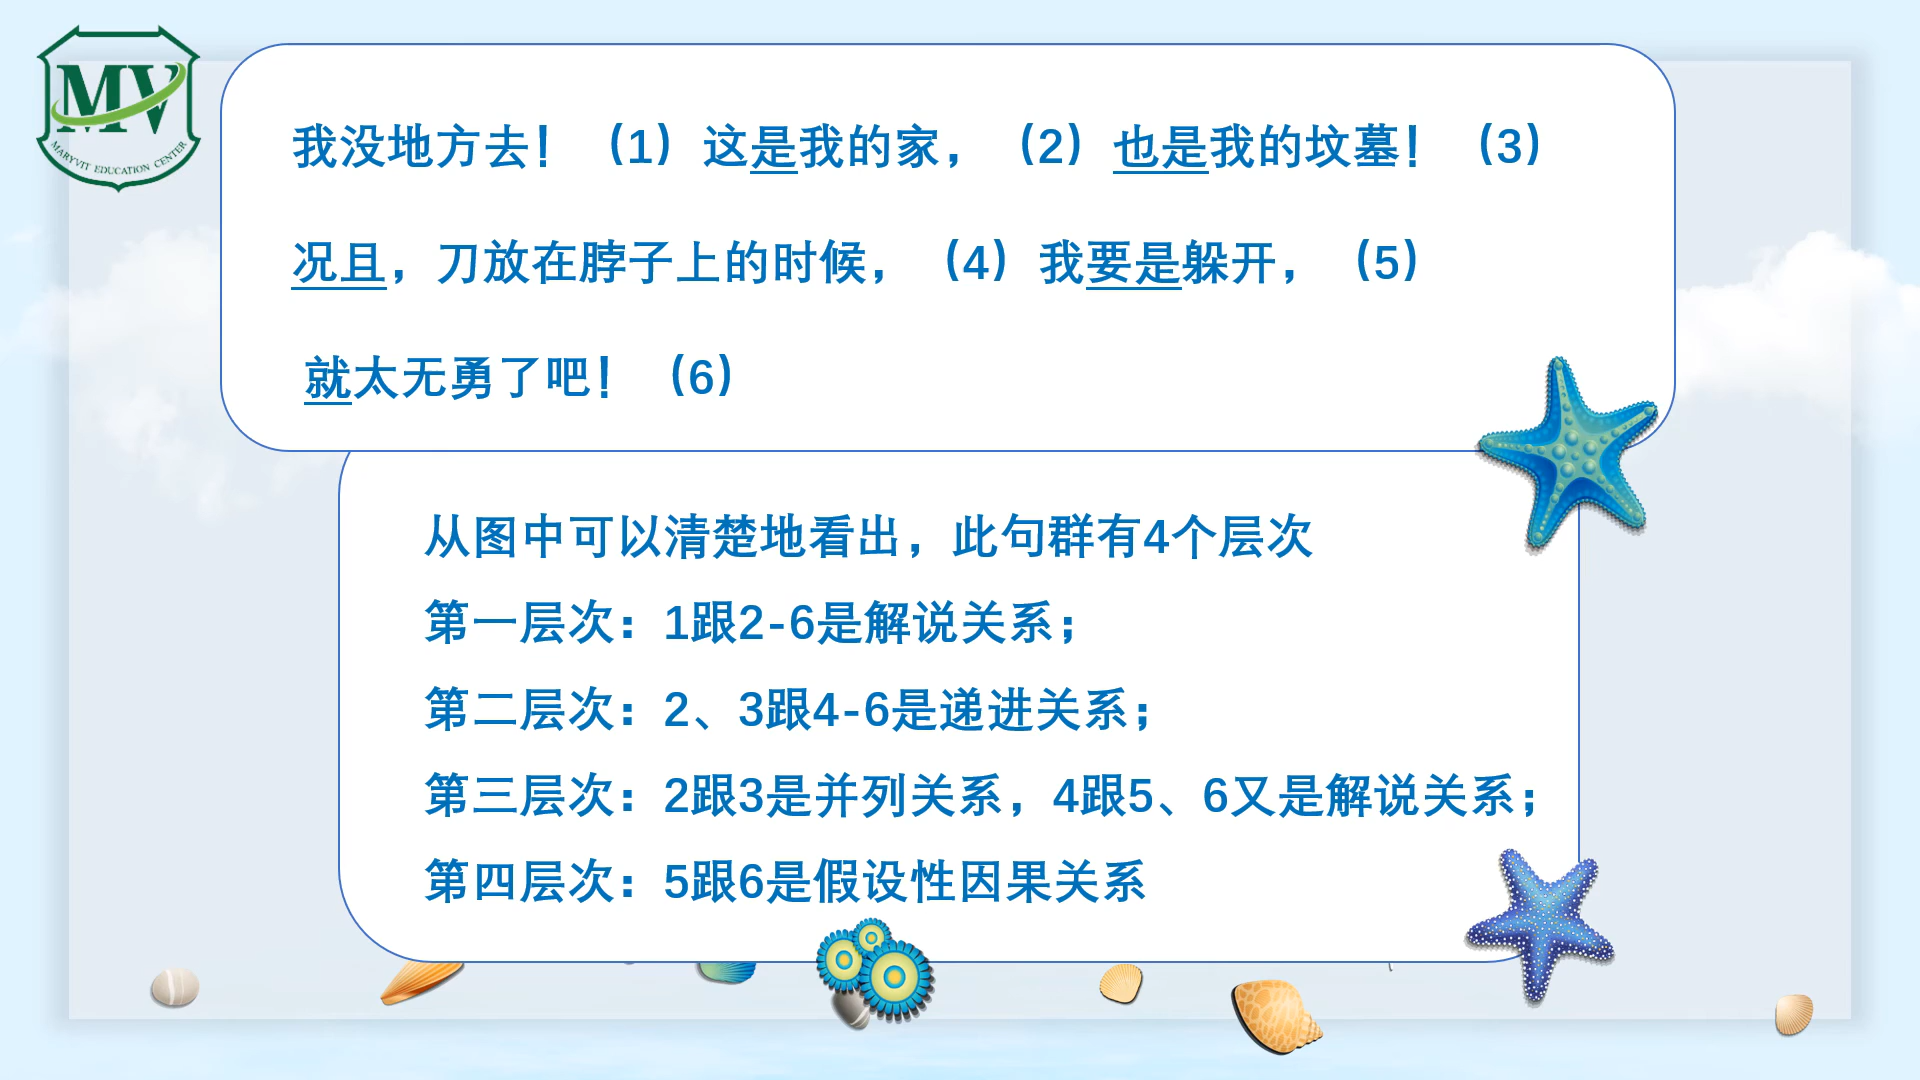 MV
MARYVIT EDUCATION CENTER
我没地方去！（1）这是我的家，（2）也是我的坟墓！（3）
况且，刀放在脖子上的时候，（4）我要是躲开，（5）
就太无勇了吧！（6）
从图中可以清楚地看出，此句群有4个层次
第一层次：1跟2-6是解说关系；
第二层次：2、3跟4-6是递进关系；
第三层次：2跟3是并列关系，4跟5、6又是解说关系；
第四层次：5跟6是假设性因果关系